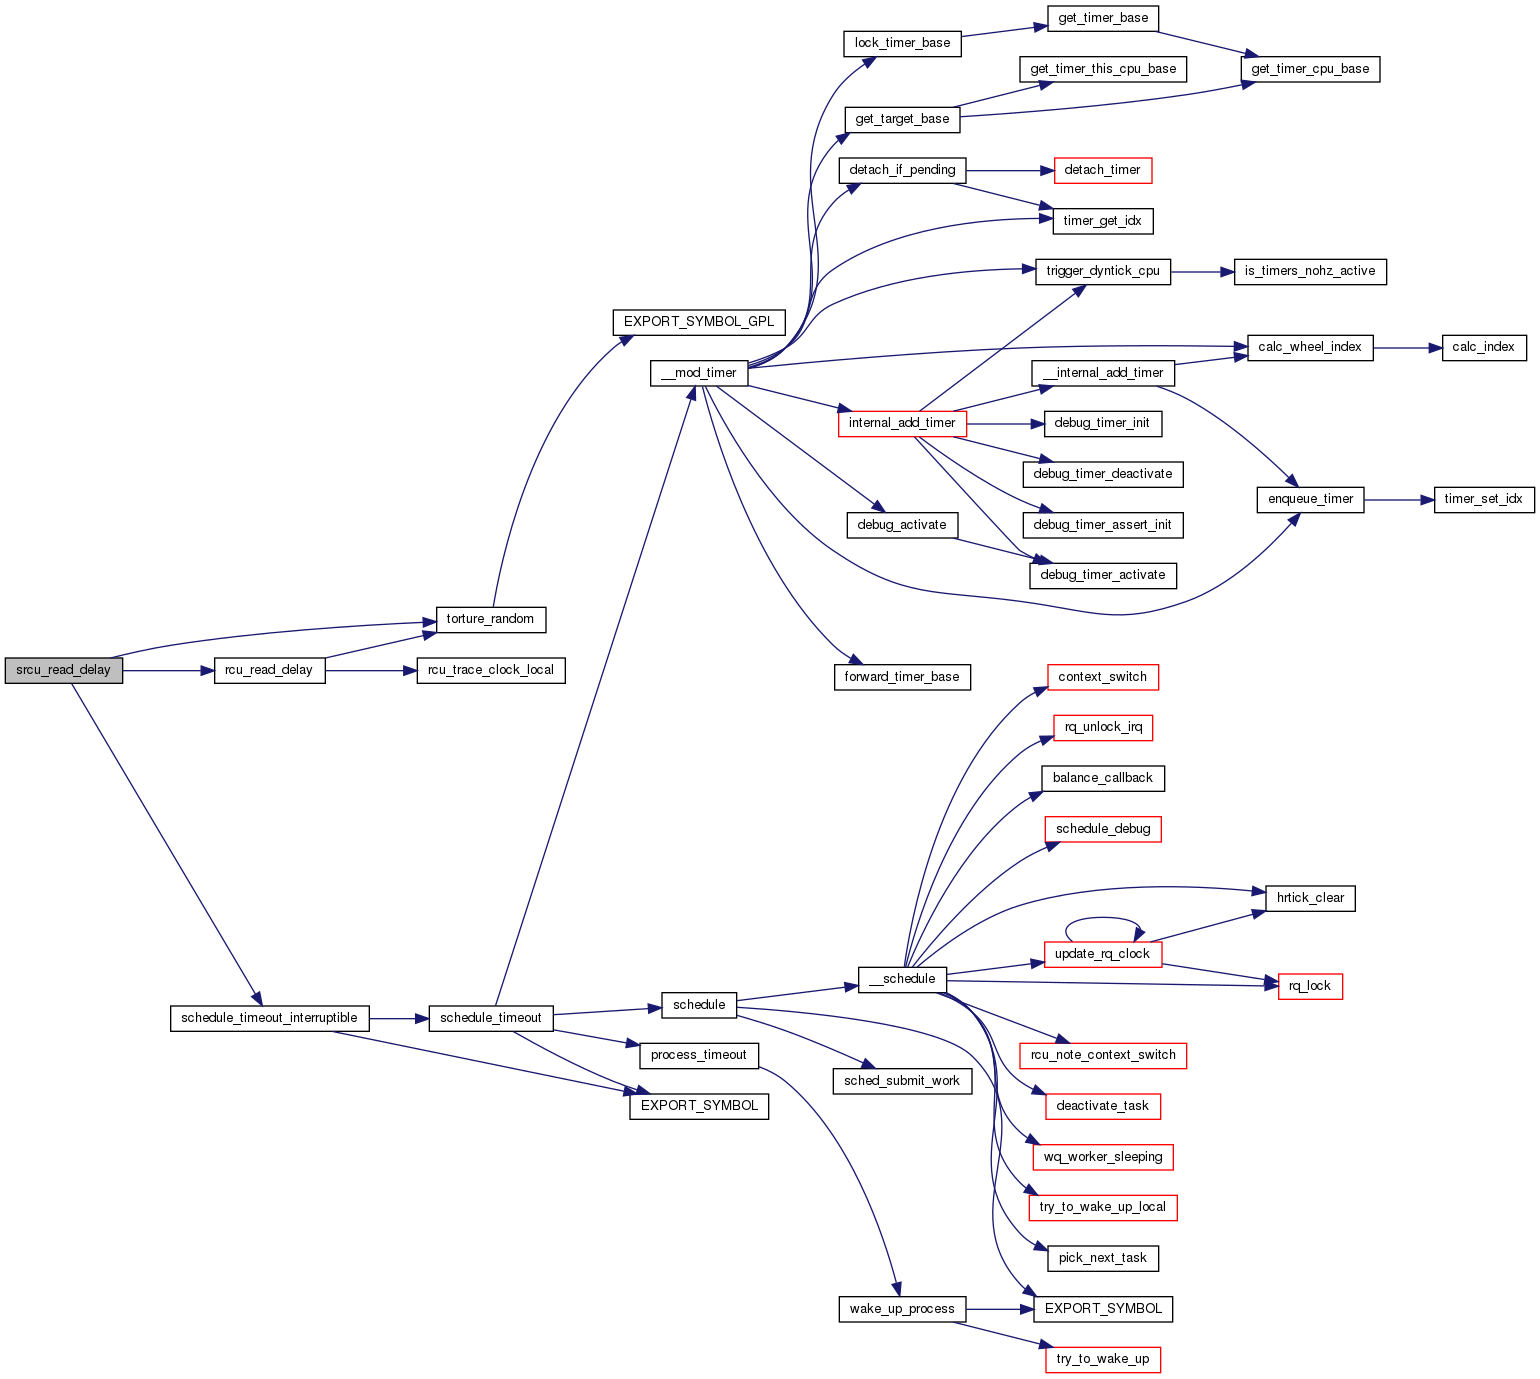 get_timer_base
lock_timer_base
get_timer_this_cpu_base
get_timer_cpu_base
get_target_base
detach_if_pending
detach_timer
timer_get_idx
trigger_dyntick_cpu
is_timers_nohz_active
EXPORT_SYMBOL_GPL
calc_wheel_index
calc_index
__mod_timer
__internal_add_timer
internal_add_timer
debug_timer_init
debug_timer_deactivate
enqueue_timer
timer_set_idx
debug_activate
debug_timer_assert_init
debug_timer_activate
torture_random
srcu_read_delay
rcu_read_delay
rcu_trace_clock_local
forward_timer_base
context_switch
rq_unlock_irq
balance_callback
schedule_debug
hrtick_clear
update_rq_clock
__schedule
rq_lock
schedule_timeout_interruptible
schedule_timeout
schedule
process_timeout
rcu_note_context_switch
sched_submit_work
EXPORT_SYMBOL
deactivate_task
wq_worker_sleeping
try_to_wake_up_local
pick_next_task
wake_up_process
EXPORT_SYMBOL
try_to_wake_up